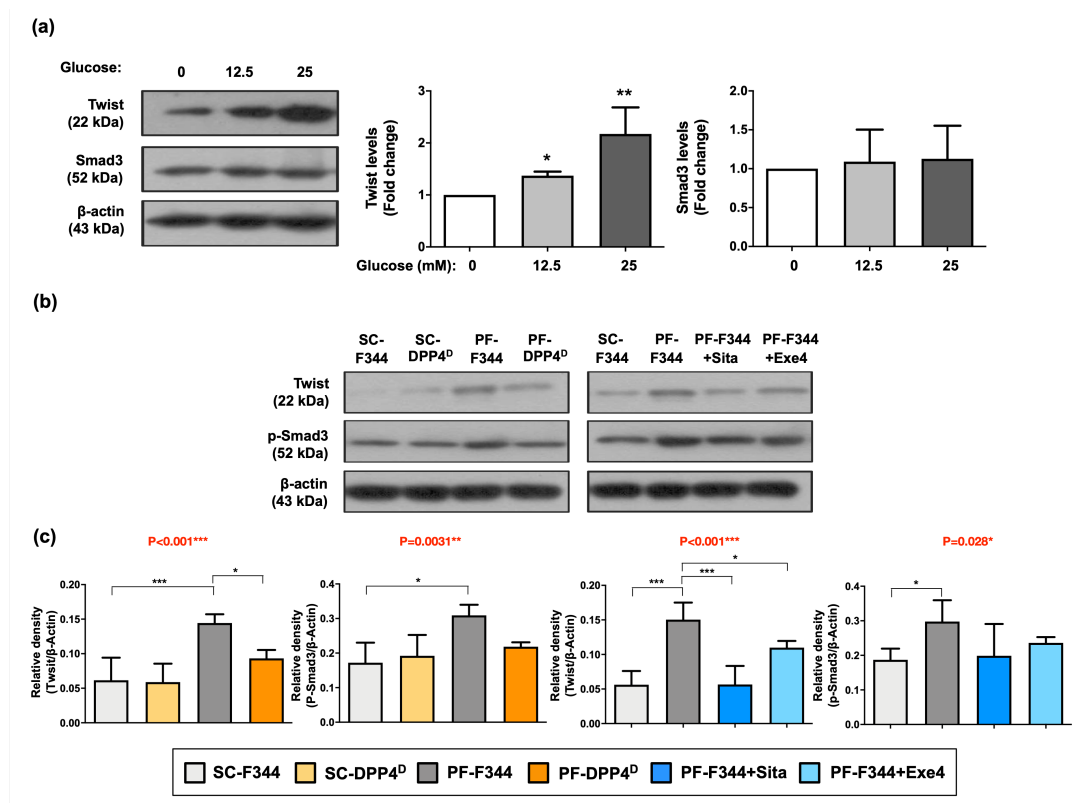 (a)
Glucose: 0 12.5 25
Twist
(22 kDa)
Smad3
(52 kDa)
β-actin
(43 kDa)
Twist levels
(Fold change)
3
2
1
0
*
**
Glucose (mM): 0 12.5 25
Smad3 levels
(Fold change)
2.0
1.5
1.0
0.5
0.0
0 12.5 25
(b)
SC-
F344
SC-
DPP4ᴰ
PF-
F344
PF-
DPP4ᴰ
SC-
F344
PF-
F344
PF-F344
+Sita
PF-F344
+Exe4
Twist
(22 kDa)
p-Smad3
(52 kDa)
β-actin
(43 kDa)
(c)
P<0.001***
Relative density
(Twsit/β-Actin)
0.20
0.15
0.10
0.05
0.00
***
*
P=0.0031**
Relative density
(P-Smad3/β-Actin)
0.4
0.3
0.2
0.1
0.0
*
P<0.001***
Relative density
(Twist/β-Actin)
0.20
0.15
0.10
0.05
0.00
***
***
*
P=0.028*
Relative density
(p-Smad3/β-Actin)
0.4
0.3
0.2
0.1
0.0
*
SC-F344 SC-DPP4ᴰ PF-F344 PF-DPP4ᴰ PF-F344+Sita PF-F344+Exe4